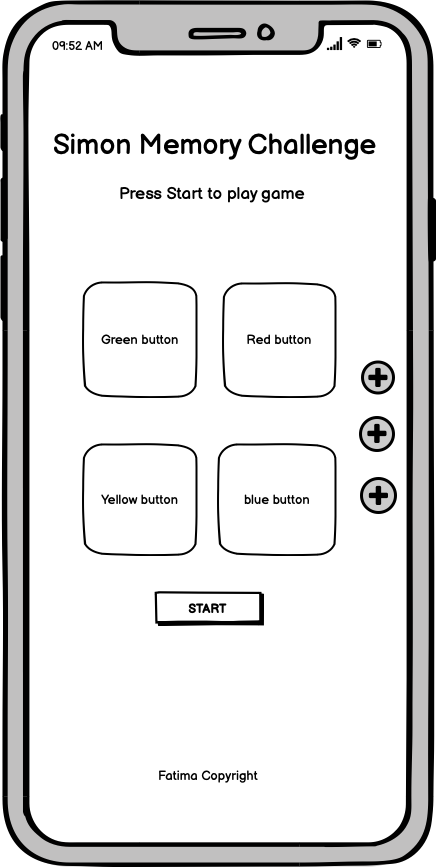 09:52 AM
Simon Memory Challenge
Press Start to play game
Green button
Red button
Yellow button
blue button
START
Fatima Copyright